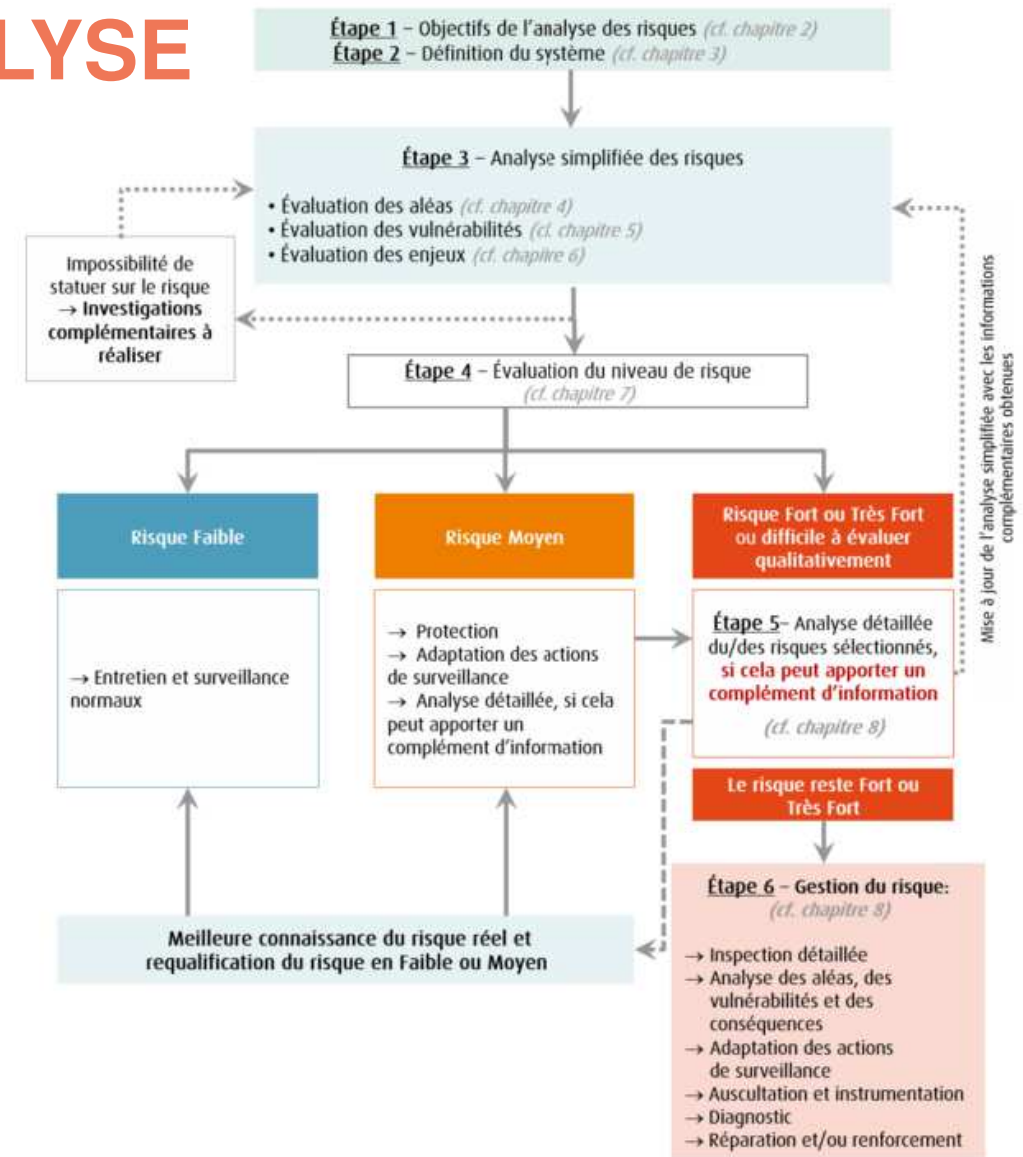 LYSE
Étape 1 – Objectifs de l'analyse des risques (cf. chapitre 2)
Étape 2 – Définition du système (cf. chapitre 3)
Étape 3 – Analyse simplifiée des risques
• Évaluation des aléas (cf. chapitre 4)
• Évaluation des vulnérabilités (cf. chapitre 5)
• Évaluation des enjeux (cf. chapitre 6)
Impossibilité de
statuer sur le risque
→ Investigations
complémentaires à
réaliser
Étape 4 – Évaluation du niveau de risque
(cf. chapitre 7)
Mise à jour de l'analyse simplifiée avec les informations
complémentaires obtenues
Risque Faible
Risque Moyen
Risque Fort ou Très Fort
ou difficile à évaluer
qualitativement
→ Entretien et surveillance
normaux
→ Protection
→ Adaptation des actions
de surveillance
→ Analyse détaillée, si cela
peut apporter un
complément d'information
Étape 5– Analyse détaillée
du/des risques sélectionnés,
si cela peut apporter un
complément d'information
(cf. chapitre 8)
Le risque reste Fort ou
Très Fort
Meilleure connaissance du risque réel et
requalification du risque en Faible ou Moyen
Étape 6 – Gestion du risque:
(cf. chapitre 8)
→ Inspection détaillée
→ Analyse des aléas, des
vulnérabilités et des
conséquences
→ Adaptation des actions
de surveillance
→ Auscultation et instrumentation
→ Diagnostic
→ Réparation et/ou renforcement